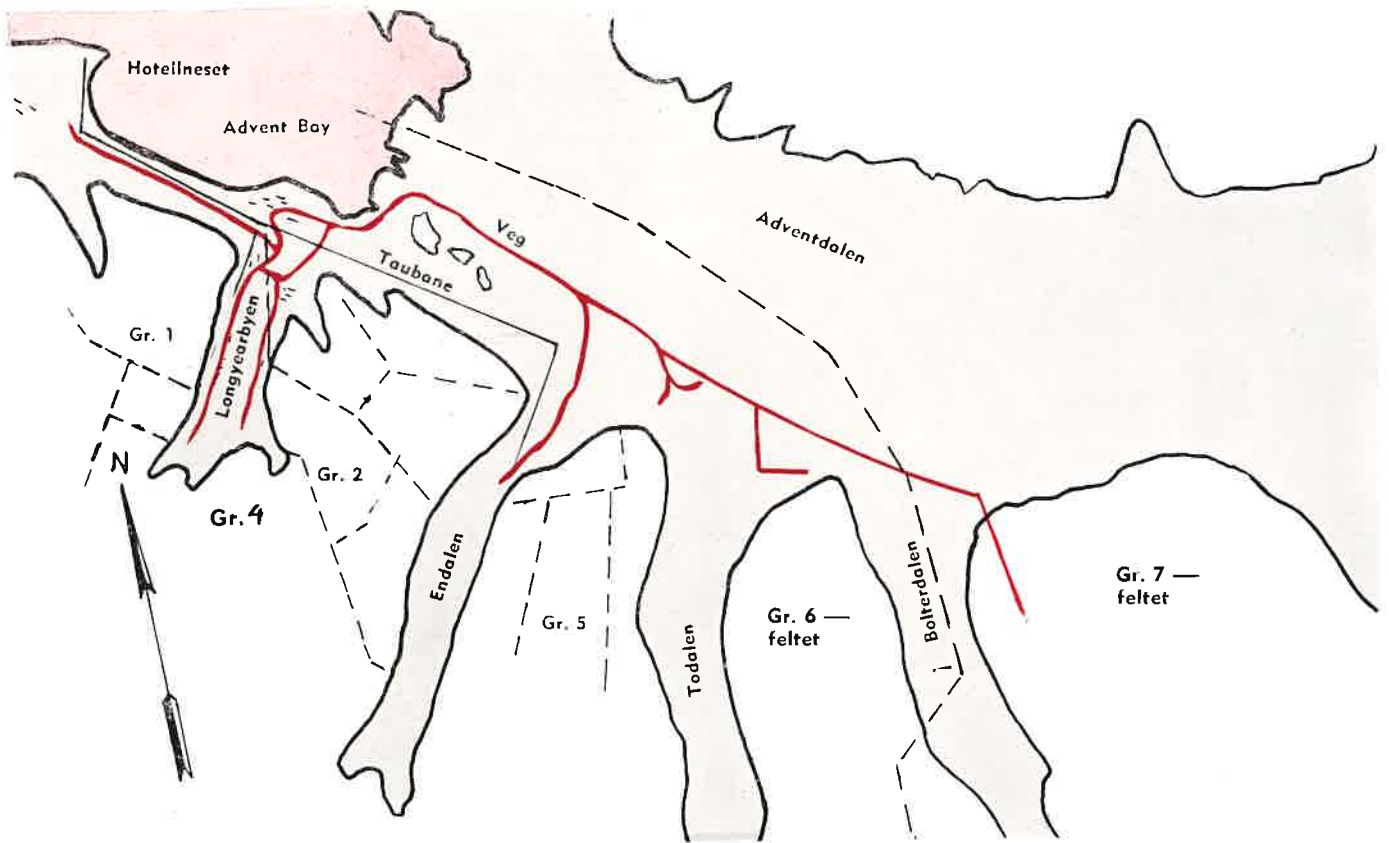 Hotellneset
Advent Bay
Adventdalen
Veg
Taubane
Longyearbyen
Gr. 1
N
Gr. 2
Gr. 4
Endalen
Gr. 5
Todalen
Gr. 6 —
feltet
Bolterdalen
Gr. 7 —
feltet